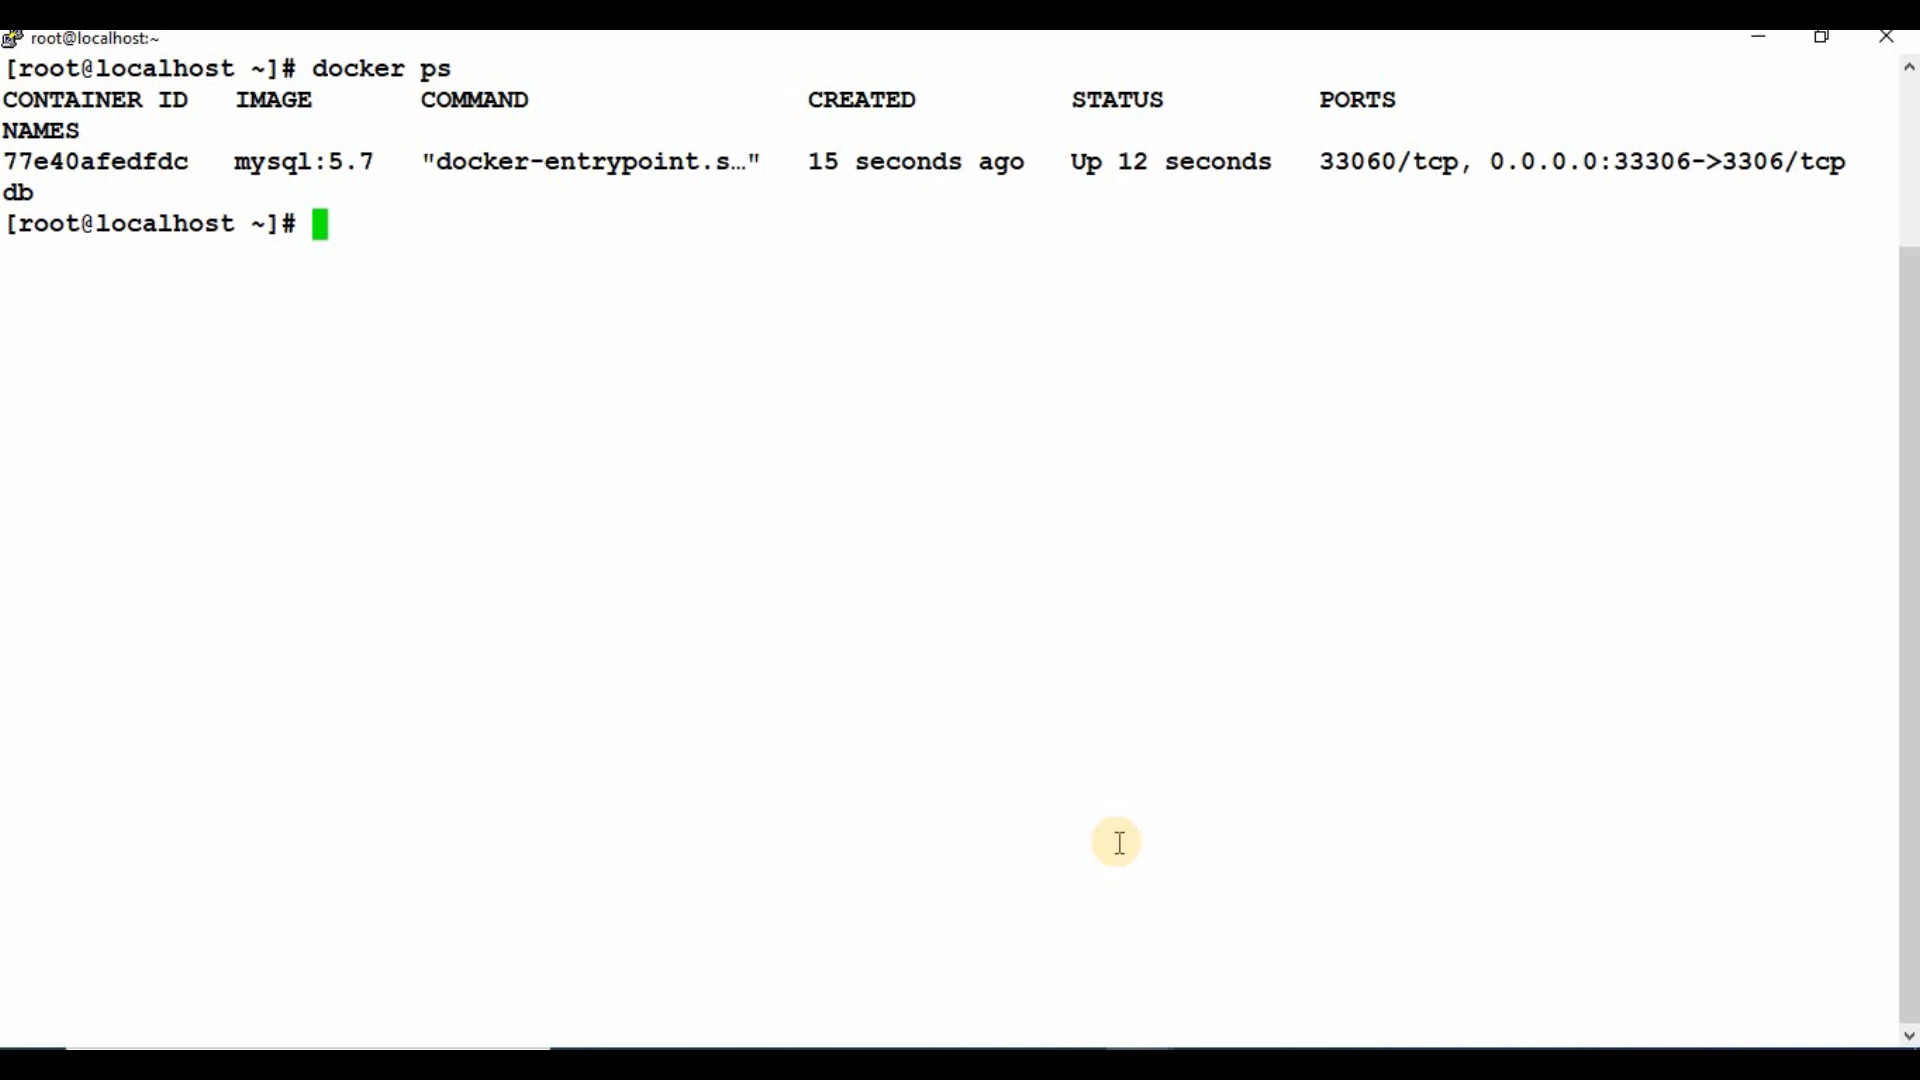 root@localhost:~
[root@localhost ~]# docker ps
CONTAINER ID   IMAGE       COMMAND                  CREATED          STATUS          PORTS
NAMES
77e40afedfdc   mysql:5.7   "docker-entrypoint.s…"   15 seconds ago   Up 12 seconds   33060/tcp, 0.0.0.0:33306->3306/tcp
db
[root@localhost ~]#